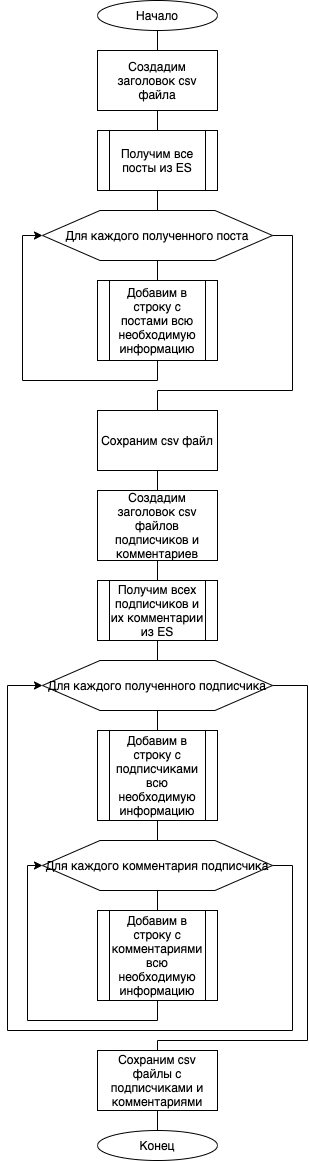 Начало
Создадим
заголовок csv
файла
Получим все
посты из ES
Для каждого полученного поста
Добавим в
строку с
постами всю
необходимую
информацию
Сохраним csv файл
Создадим
заголовок csv
файлов
подписчиков и
комментариев
Получим всех
подписчиков и
их комментарии
из ES
Для каждого полученного подписчика
Добавим в
строку с
подписчиками
всю
необходимую
информацию
Для каждого комментария подписчика
Добавим в
строку с
комментариями
всю
необходимую
информацию
Сохраним csv
файлы с
подписчиками и
комментариями
Конец